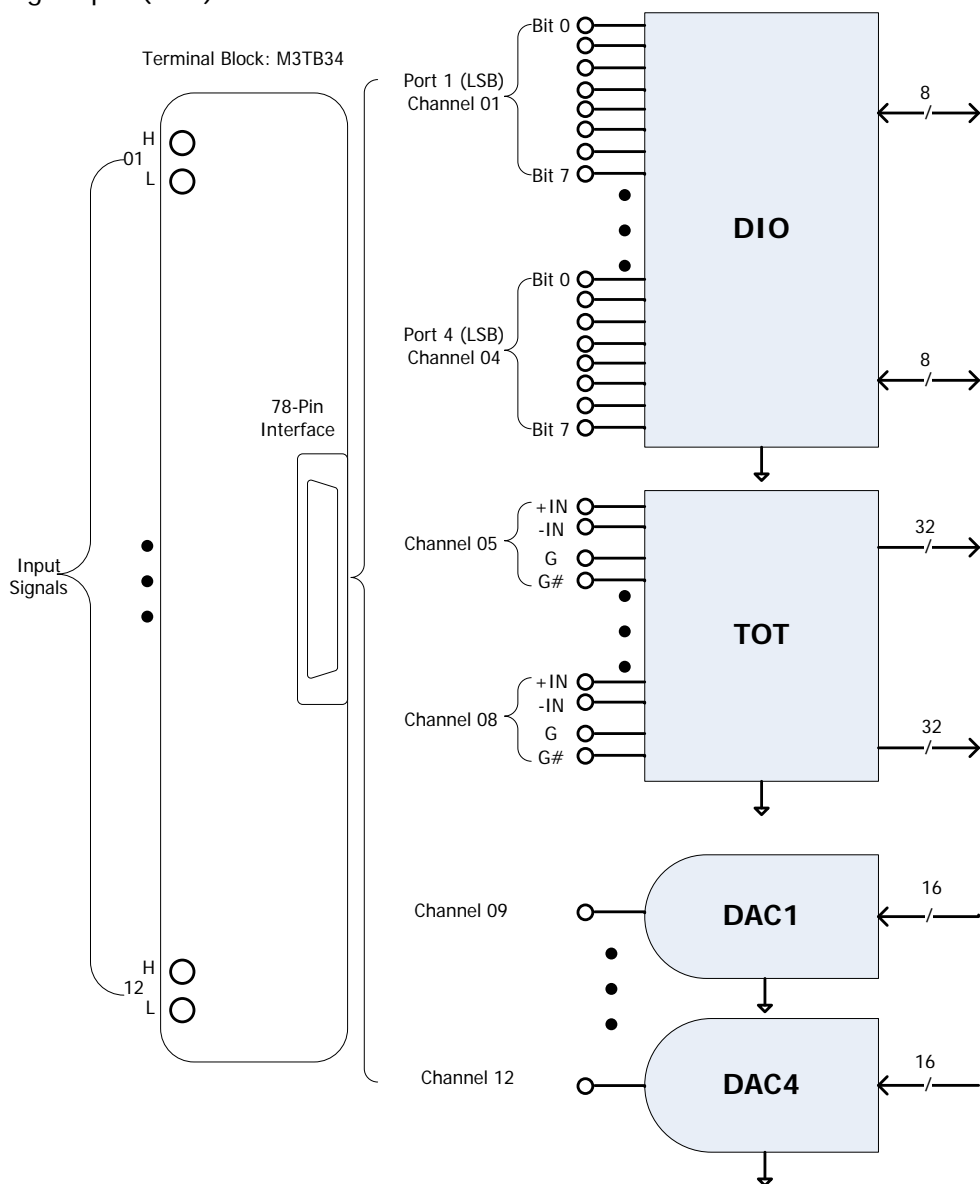 Terminal Block: M3TB34
H
01
L
Input
Signals
H
12
L
78-Pin
Interface
Port 1 (LSB)
Channel 01
Bit 0
Bit 7
Port 4 (LSB)
Channel 04
Bit 0
Bit 7
DIO
8
8
Channel 05
+IN
-IN
G
G#
Channel 08
+IN
-IN
G
G#
TOT
32
32
Channel 09
DAC1
16
Channel 12
DAC4
16